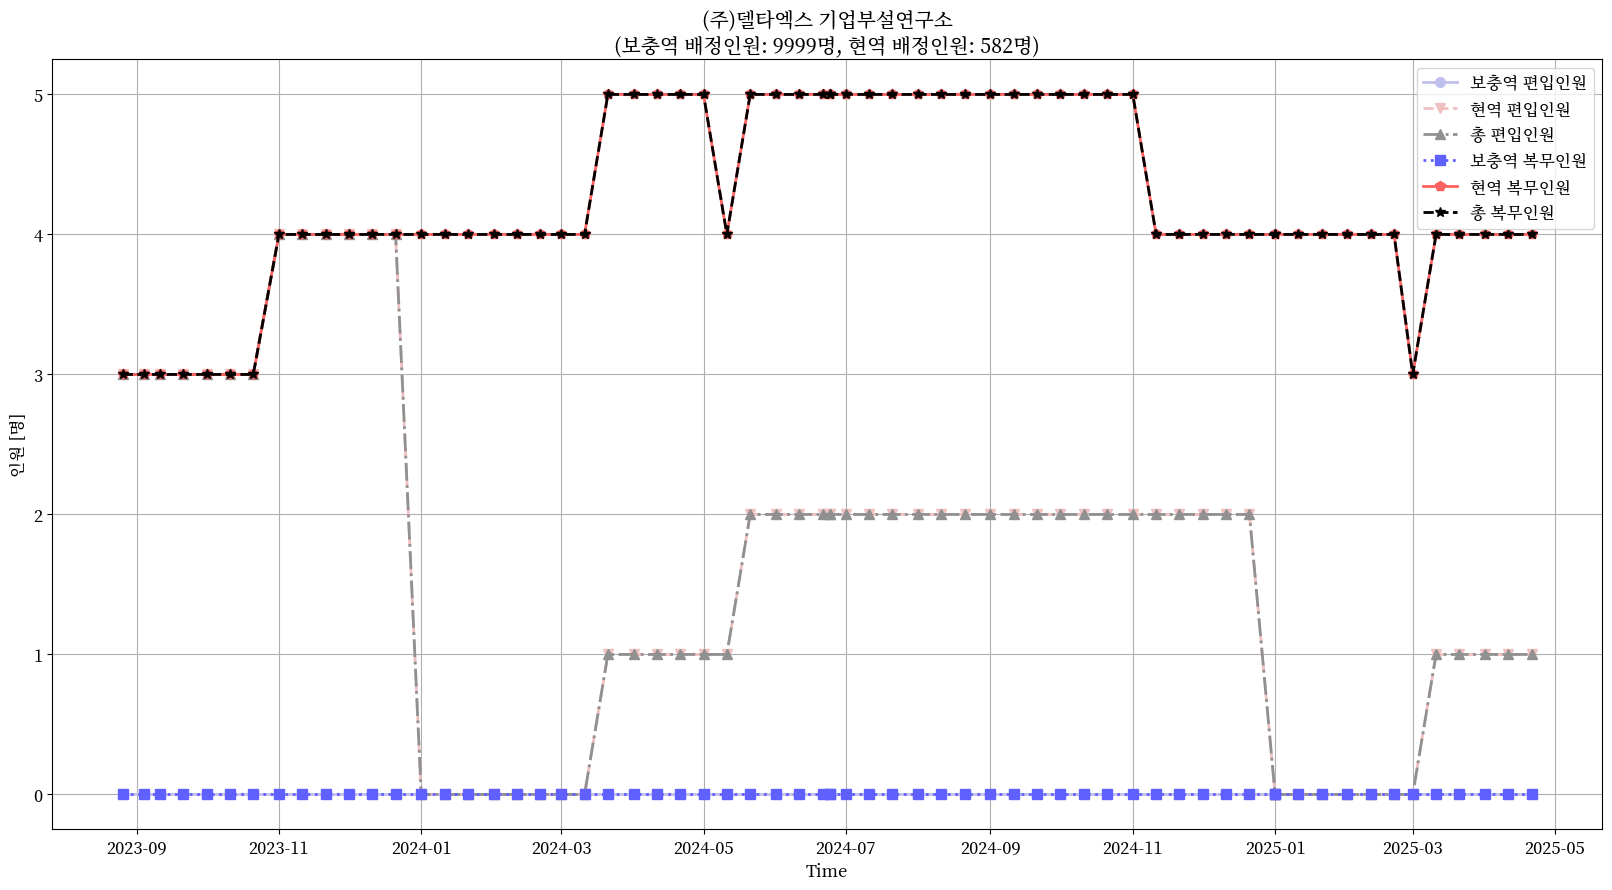 (주)델타엑스 기업부설연구소
(보충역 배정인원: 9999명, 현역 배정인원: 582명)
보충역 편입인원
현역 편입인원
총 편입인원
보충역 복무인원
현역 복무인원
총 복무인원
인원 [명]
5
4
3
2
1
0
2023-09 2023-11 2024-01 2024-03 2024-05 2024-07 2024-09 2024-11 2025-01 2025-03 2025-05
Time